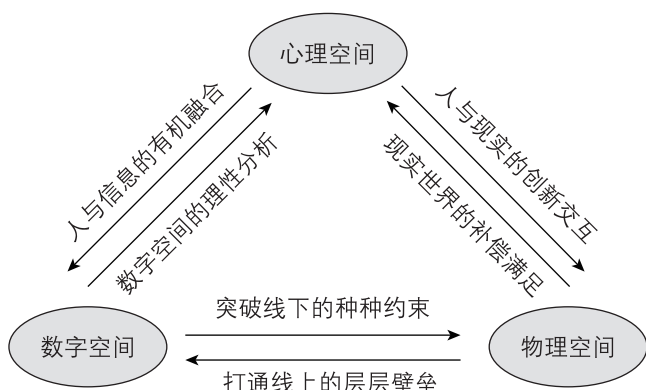 心理空间
人与信息的有机融合
数字空间的理性分析
人与现实的创新交互
现实世界的补偿满足
突破线下的种种约束
数字空间
物理空间
打通线上的层层壁垒